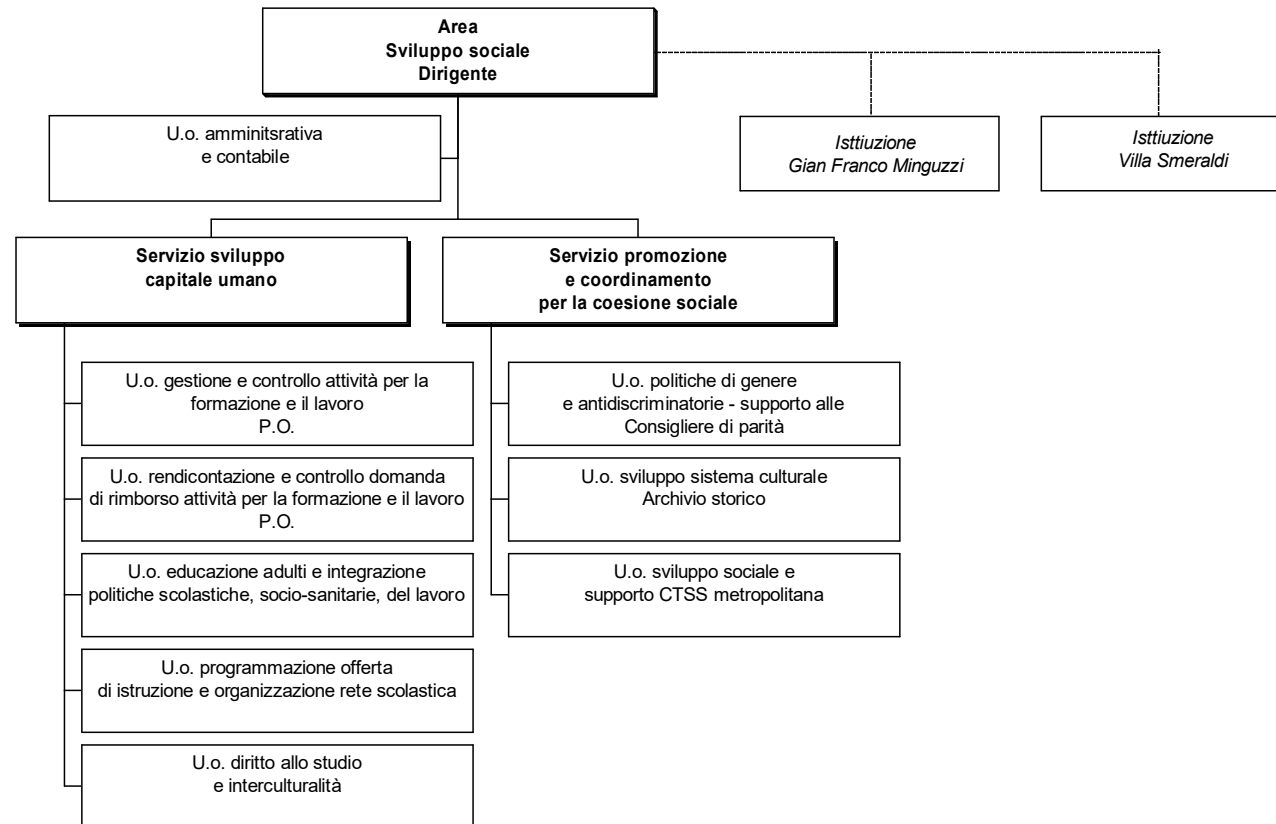 Area
Sviluppo sociale
Dirigente
U.o. amminitsrativa
e contabile
Isttiuzione
Gian Franco Minguzzi
Isttiuzione
Villa Smeraldi
Servizio sviluppo
capitale umano
Servizio promozione
e coordinamento
per la coesione sociale
U.o. gestione e controllo attività per la
formazione e il lavoro
P.O.
U.o. rendicontazione e controllo domanda
di rimborso attività per la formazione e il lavoro
P.O.
U.o. educazione adulti e integrazione
politiche scolastiche, socio-sanitarie, del lavoro
U.o. programmazione offerta
di istruzione e organizzazione rete scolastica
U.o. diritto allo studio
e interculturalità
U.o. politiche di genere
e antidiscriminatorie - supporto alle
Consigliere di parità
U.o. sviluppo sistema culturale
Archivio storico
U.o. sviluppo sociale e
supporto CTSS metropolitana